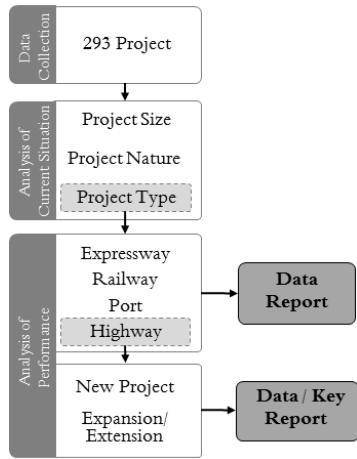 Data
Collection
293 Project
Analysis of
Current Situation
Project Size
Project Nature
Project Type
Analysis of
Performance
Expressway
Railway
Port
Highway
Data
Report
New Project
Expansion/
Extension
Data / Key
Report